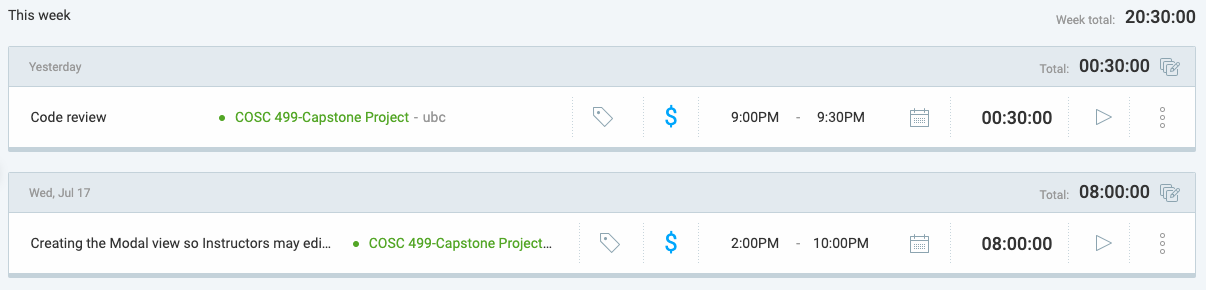 This week
Week total: 20:30:00
Yesterday
Total: 00:30:00
Code review
COSC 499-Capstone Project - ubc
$
9:00PM - 9:30PM
00:30:00
Wed, Jul 17
Total: 08:00:00
Creating the Modal view so Instructors may edi...
COSC 499-Capstone Project...
$
2:00PM - 10:00PM
08:00:00